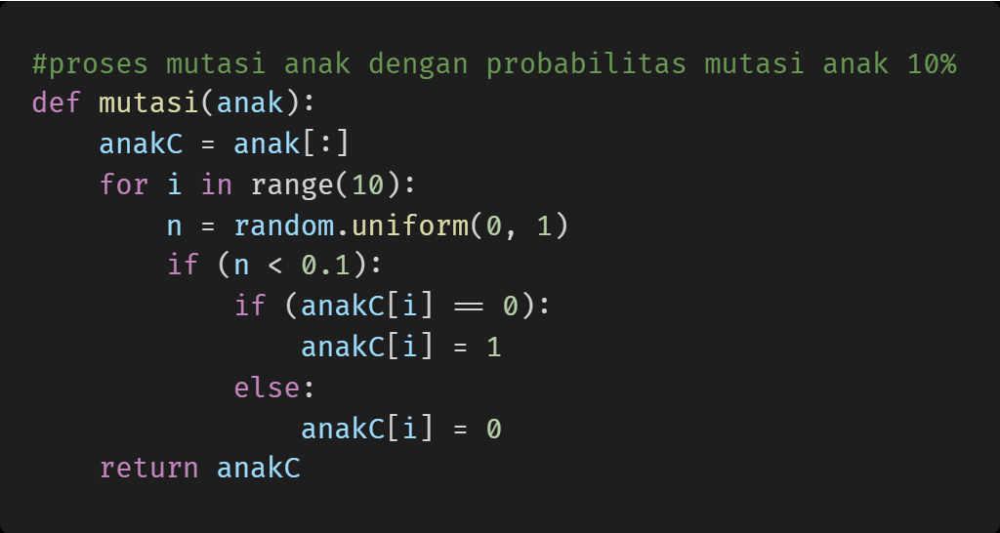 #proses mutasi anak dengan probabilitas mutasi anak 10%
def mutasi(anak):
    anakC = anak[:]
    for i in range(10):
        n = random.uniform(0, 1)
        if (n < 0.1):
            if (anakC[i] == 0):
                anakC[i] = 1
            else:
                anakC[i] = 0
    return anakC